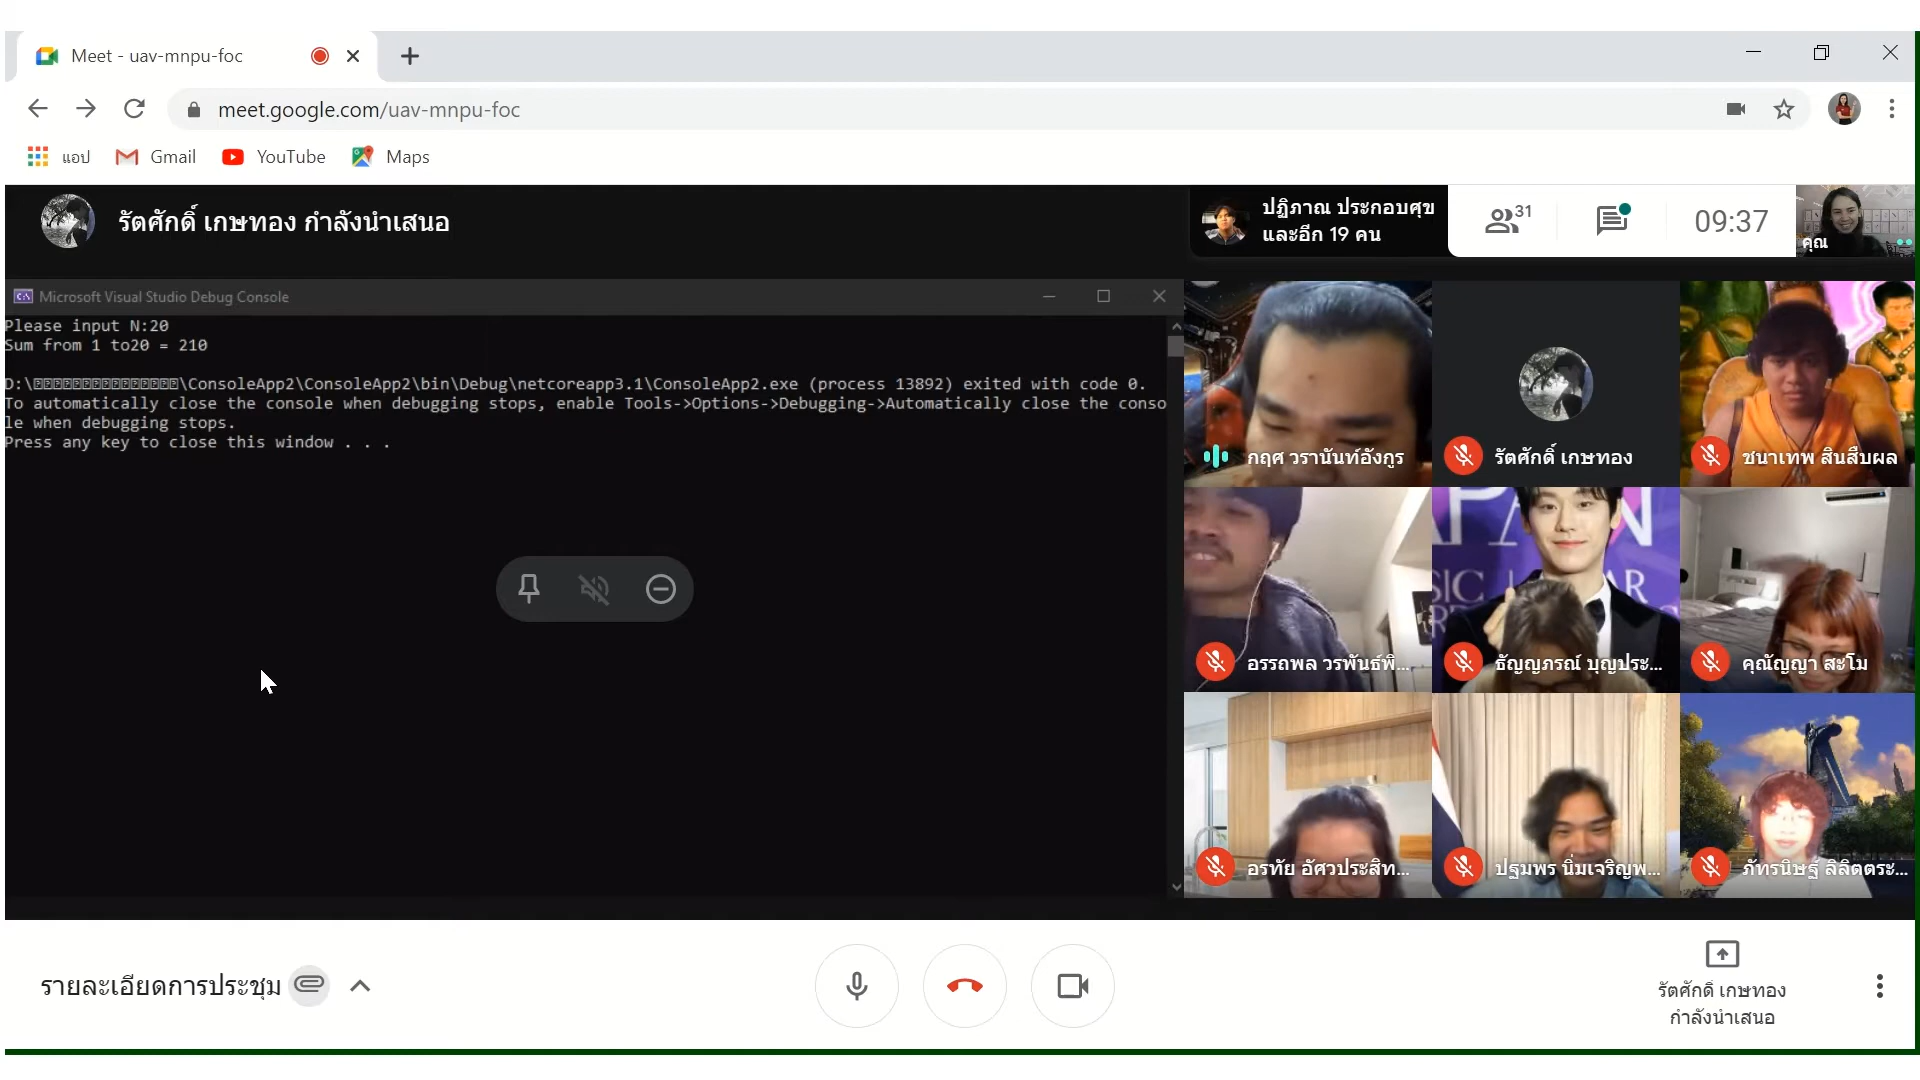 Meet - uav-mnpu-foc
meet.google.com/uav-mnpu-foc
แอป Gmail YouTube Maps
รัตศักดิ์ เกษทอง กำลังนำเสนอ
ปฏิภาณ ประกอบศุข
และอีก 19 คน
31
09:37
คุณ
Microsoft Visual Studio Debug Console
Please input N:20
Sum from 1 to20 = 210
D:\ \ConsoleApp2\ConsoleApp2\bin\Debug\netcoreapp3.1\ConsoleApp2.exe (process 13892) exited with code 0.
To automatically close the console when debugging stops, enable Tools->Options->Debugging->Automatically close the conso
le when debugging stops.
Press any key to close this window . . .
กฤศ วรานันท์อังกูร
รัตศักดิ์ เกษทอง
ชนาเทพ สินสืบผล
อรรถพล วรพันธ์พิ...
ธัญญภรณ์ บุญประ...
คุณัญญา สะโม
อรทัย อัศวประสิท...
ปฐมพร นิ่มเจริญพ...
ภัทรนิษฐ์ ลิลิตตระ...
รายละเอียดการประชุม
รัตศักดิ์ เกษทอง
กำลังนำเสนอ